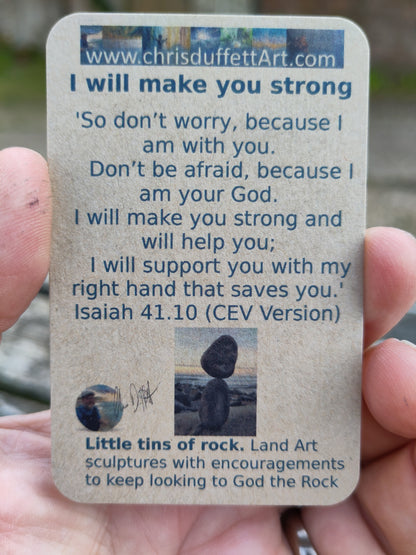 www.chrisduffettArt.com
I will make you strong
'So don’t worry, because I
am with you.
Don’t be afraid, because I
am your God.
I will make you strong and
will help you;
I will support you with my
right hand that saves you.'
Isaiah 41.10 (CEV Version)
Little tins of rock. Land Art
sculptures with encouragements
to keep looking to God the Rock